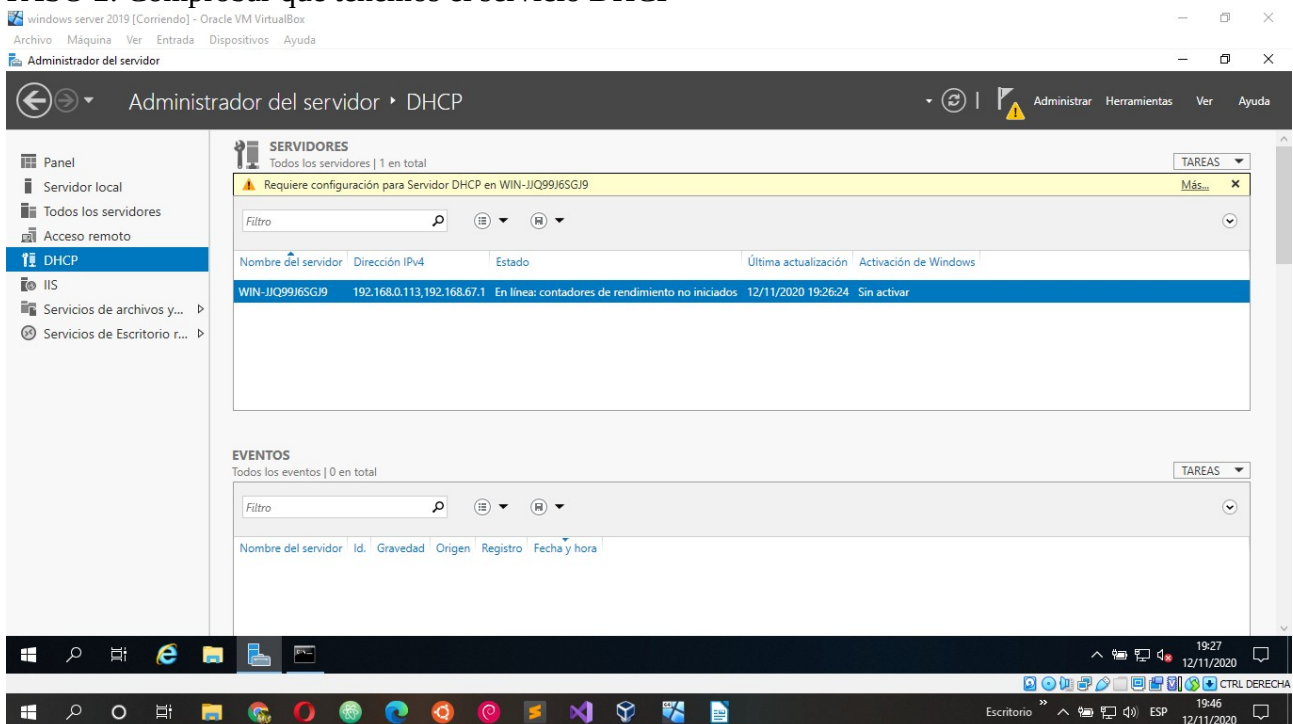 windows server 2019 [Corriendo] - Oracle VM VirtualBox
Archivo Máquina Ver Entrada Dispositivos Ayuda
Administrador del servidor
Administrador del servidor ‣ DHCP
Administrar Herramientas Ver Ayuda
Panel
Servidor local
Todos los servidores
Acceso remoto
DHCP
IIS
Servicios de archivos y...
Servicios de Escritorio r...
SERVIDORES
Todos los servidores | 1 en total
TAREAS
Requiere configuración para Servidor DHCP en WIN-JJQ99J6SGJ9
Más...
Filtro
Nombre del servidor Dirección IPv4 Estado Última actualización Activación de Windows
WIN-JJQ99J6SGJ9 192.168.0.113,192.168.67.1 En línea: contadores de rendimiento no iniciados 12/11/2020 19:26:24 Sin activar
EVENTOS
Todos los eventos | 0 en total
TAREAS
Filtro
Nombre del servidor Id. Gravedad Origen Registro Fecha y hora
19:27
12/11/2020
CTRL DERECHA
Escritorio
ESP
19:46
12/11/2020